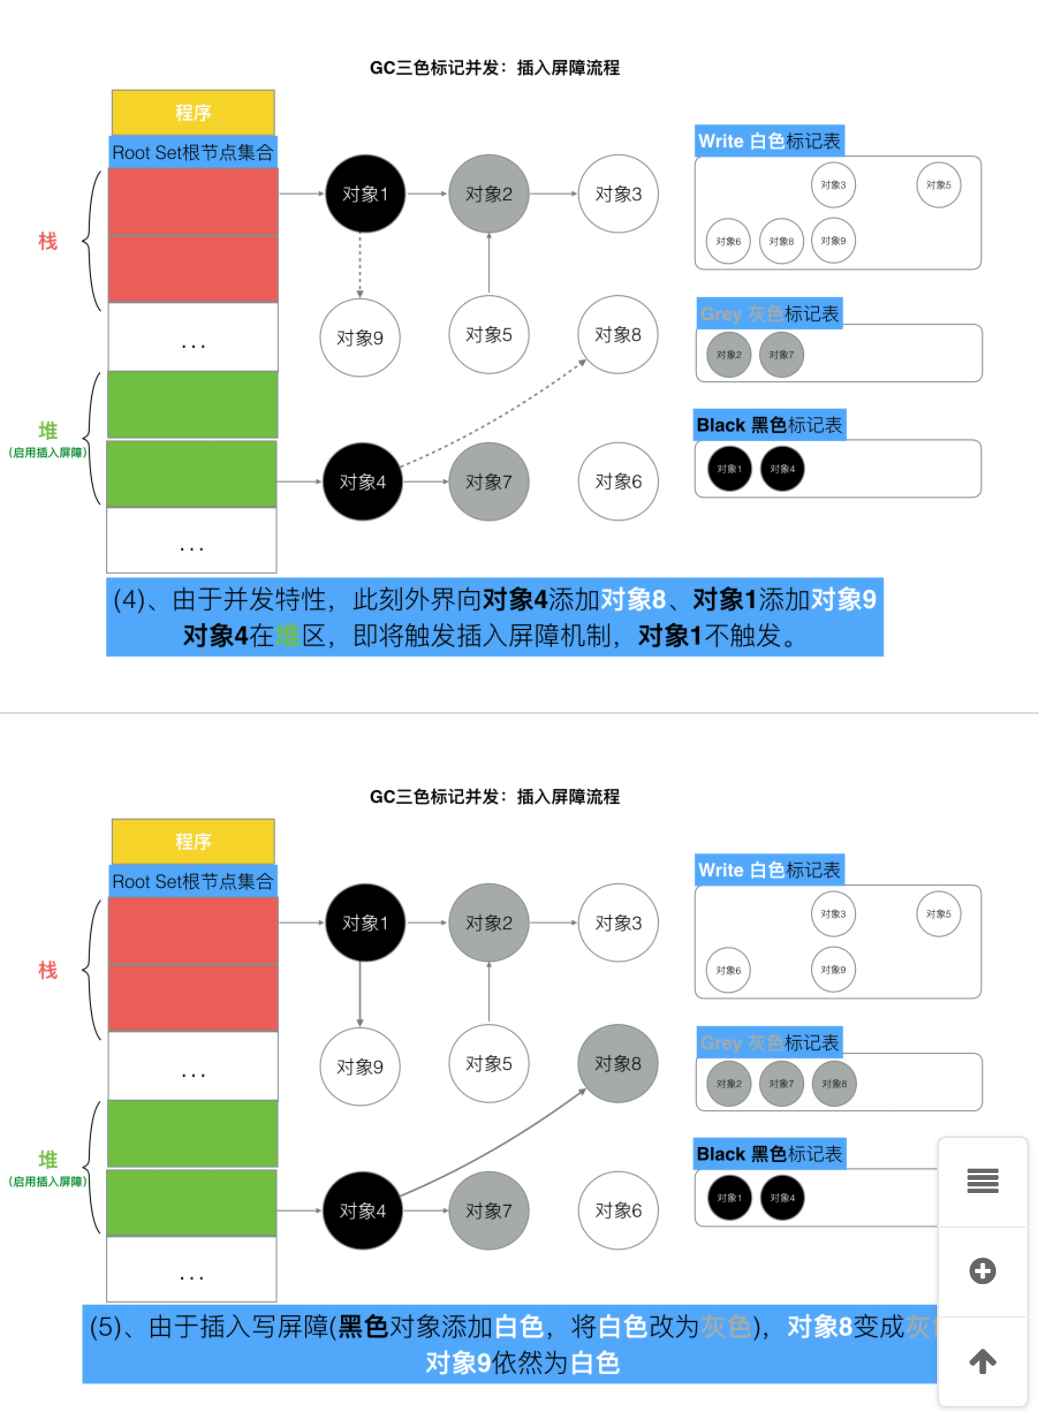 GC三色标记并发：插入屏障流程
程序
Root Set根节点集合
栈
...
堆
(启用插入屏障)
...
对象1
对象2
对象3
对象9
对象5
对象8
对象4
对象7
对象6
Write 白色标记表
对象3
对象5
对象6
对象8
对象9
Grey 灰色标记表
对象2
对象7
Black 黑色标记表
对象1
对象4
(4)、由于并发特性，此刻外界向对象4添加对象8、对象1添加对象9
对象4在堆区，即将触发插入屏障机制，对象1不触发。
GC三色标记并发：插入屏障流程
程序
Root Set根节点集合
栈
...
堆
(启用插入屏障)
...
对象1
对象2
对象3
对象9
对象5
对象8
对象4
对象7
对象6
Write 白色标记表
对象3
对象5
对象6
对象9
Grey 灰色标记表
对象2
对象7
对象8
Black 黑色标记表
对象1
对象4
(5)、由于插入写屏障(黑色对象添加白色，将白色改为灰色)，对象8变成灰
对象9依然为白色